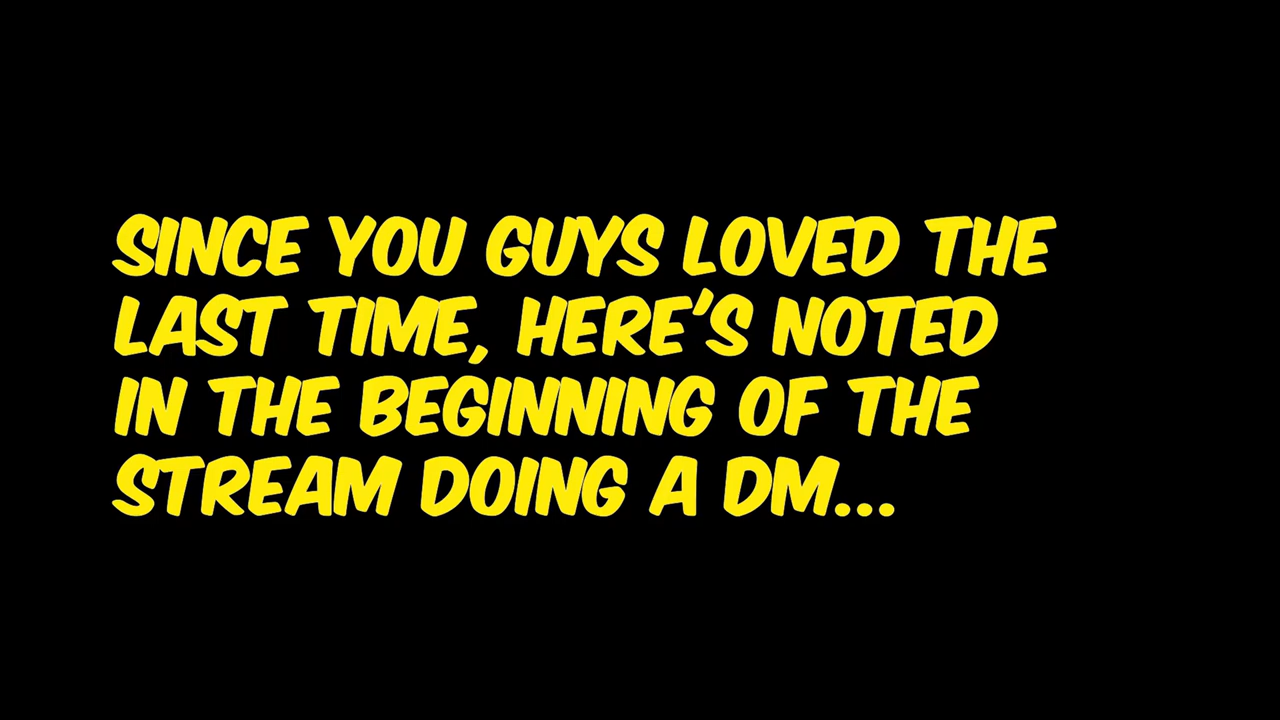 SINCE YOU GUYS LOVED THE
LAST TIME, HERE'S NOTED
IN THE BEGINNING OF THE
STREAM DOING A DM...